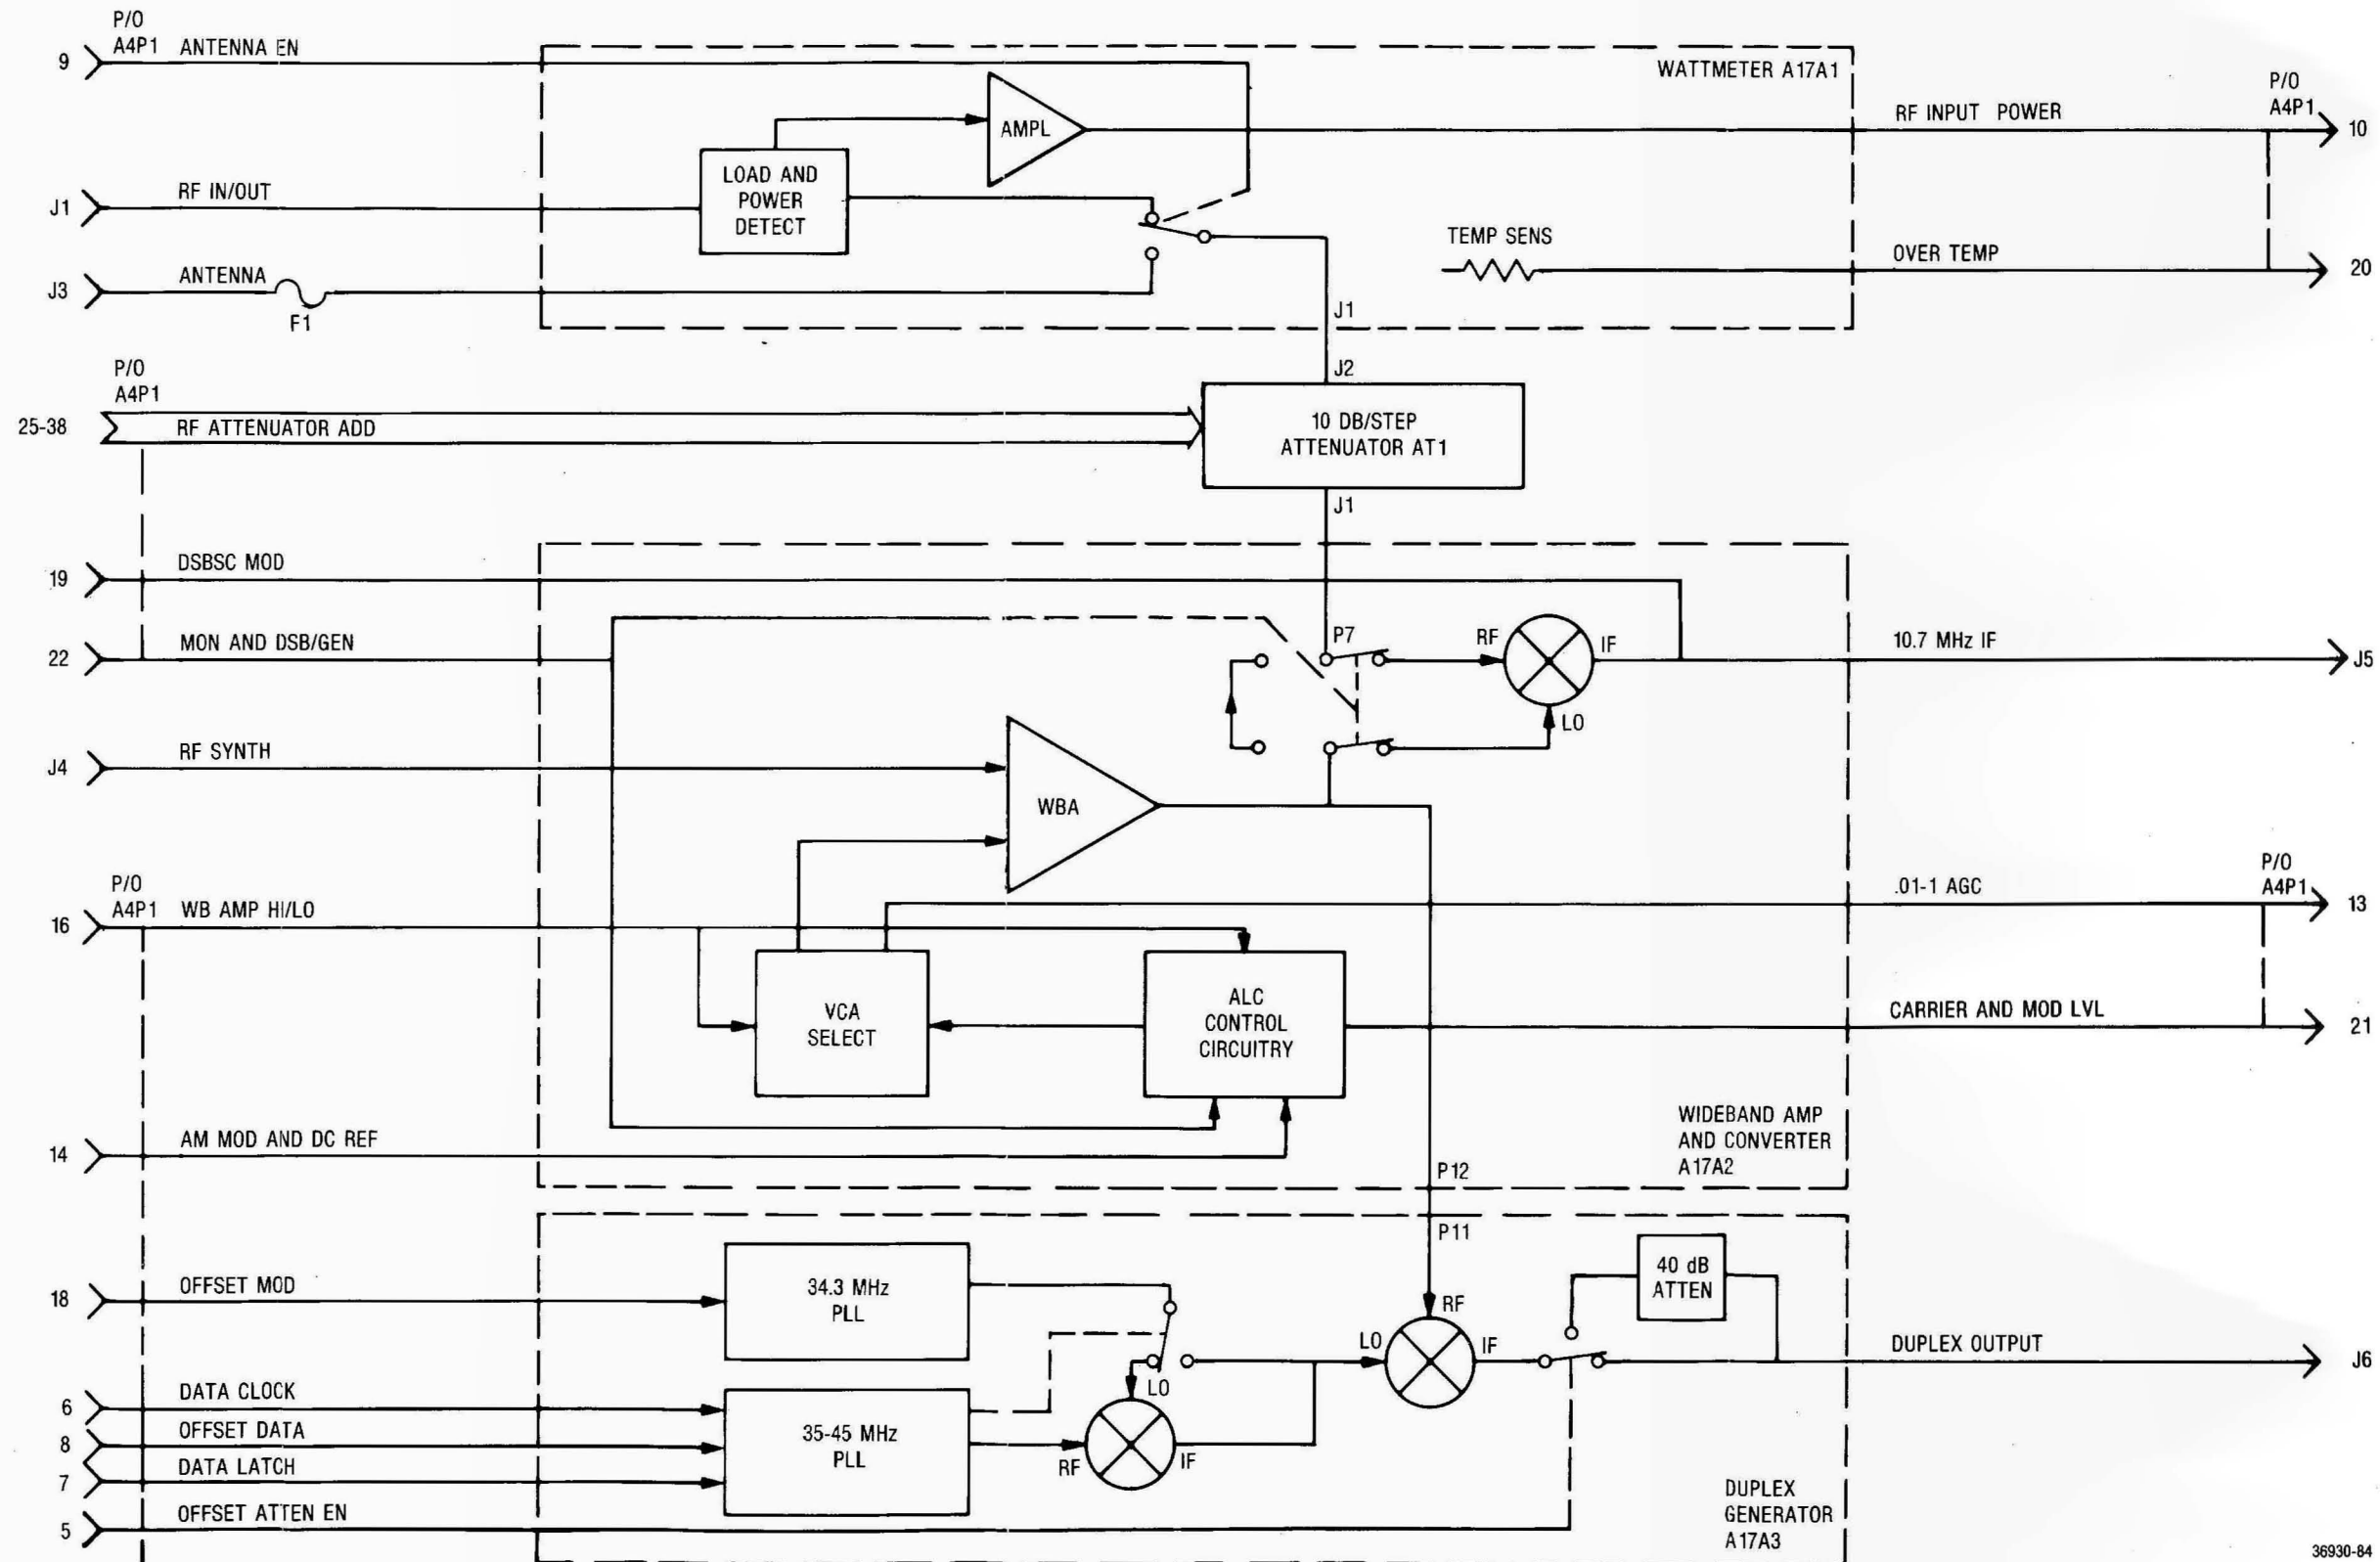 P/O
A4P1 ANTENNA EN
9
WATTMETER A17A1
P/O
A4P1
AMPL
RF INPUT POWER
10
LOAD AND
POWER
DETECT
RF IN/OUT
J1
TEMP SENS
OVER TEMP
20
ANTENNA
J3
F1
J1
P/O
A4P1
J2
25-38
RF ATTENUATOR ADD
10 DB/STEP
ATTENUATOR AT1
J1
DSBSC MOD
19
MON AND DSB/GEN
22
P7
RF
IF
10.7 MHz IF
J5
LO
RF SYNTH
J4
WBA
P/O
A4P1 WB AMP HI/LO
16
.01-1 AGC
P/O
A4P1
13
VCA
SELECT
ALC
CONTROL
CIRCUITRY
CARRIER AND MOD LVL
21
AM MOD AND DC REF
14
WIDEBAND AMP
AND CONVERTER
A17A2
P12
P11
OFFSET MOD
18
34.3 MHz
PLL
40 dB
ATTEN
RF
LO
IF
DUPLEX OUTPUT
J6
DATA CLOCK
6
LO
OFFSET DATA
8
35-45 MHz
PLL
RF
IF
DATA LATCH
7
OFFSET ATTEN EN
5
DUPLEX
GENERATOR
A17A3
36930-84